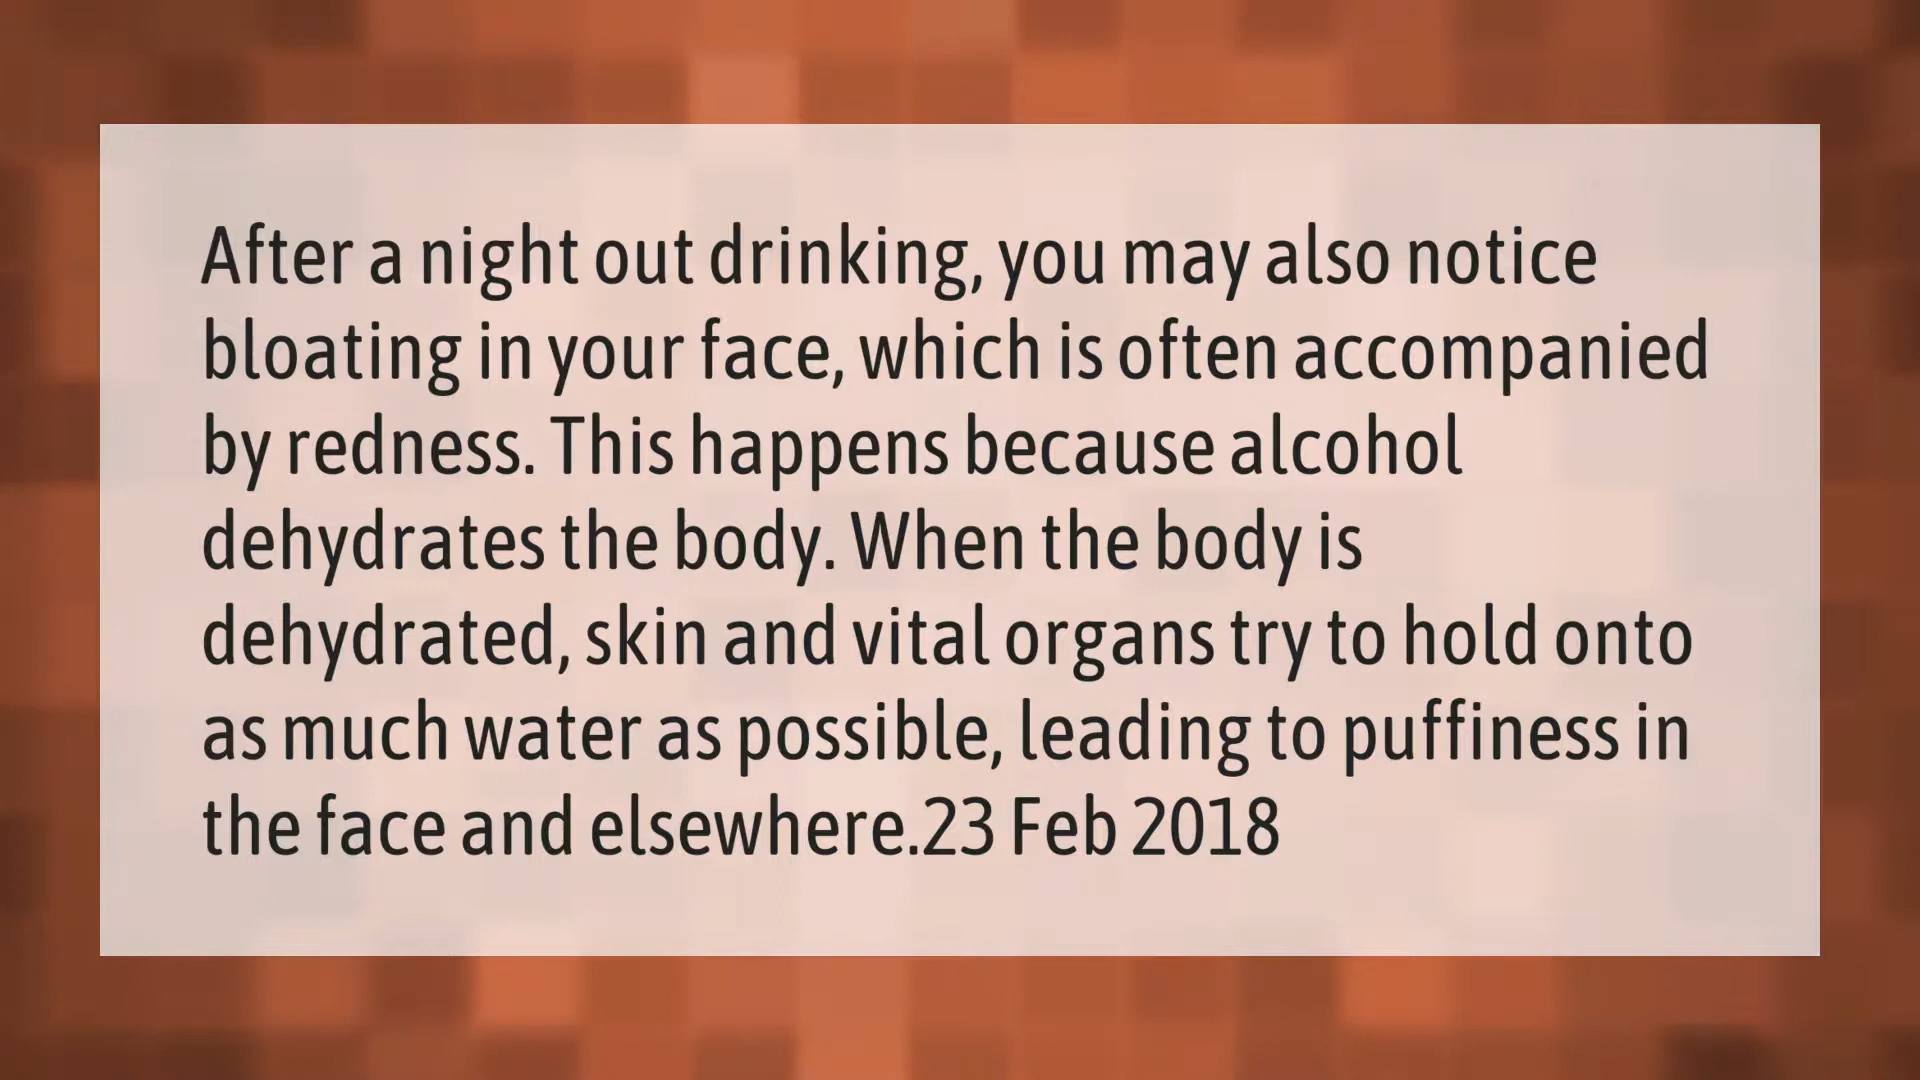 After a night out drinking, you may also notice
bloating in your face, which is often accompanied
by redness. This happens because alcohol
dehydrates the body. When the body is
dehydrated, skin and vital organs try to hold onto
as much water as possible, leading to puffiness in
the face and elsewhere.23 Feb 2018